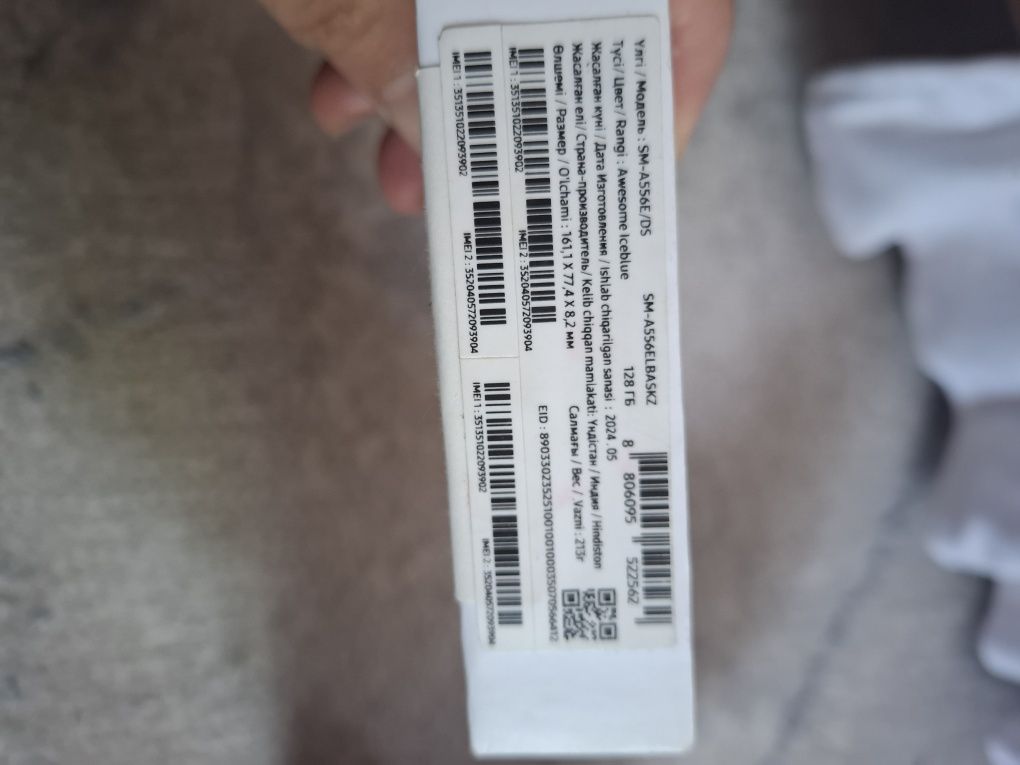 Үлгі / Модель : SM-A556E/DS SM-A556ELBASKZ
Түсі/ Цвет/ Rangi : Awesome Iceblue 128 ГБ
8 806095 522562
Жасалған күні / Дата Изготовления / Ishlab chiqarilgan sanasi : 2024.05
Жасалған елі/ Страна-производитель/ Kelib chiqqan mamlakati: Үндістан / Индия / Hindiston
Өлшемі / Размер / O'lchami : 161,1 X 77,4 X 8,2 мм Салмағы / Вес / Vazni : 213г
EID : 89033023525100100100035070566412
IMEI 1 : 351351022093902 IMEI 2 : 352040572093904
IMEI 1 : 351351022093902 IMEI 2 : 352040572093904
IMEI 1 : 351351022093902 IMEI 2 : 352040572093904